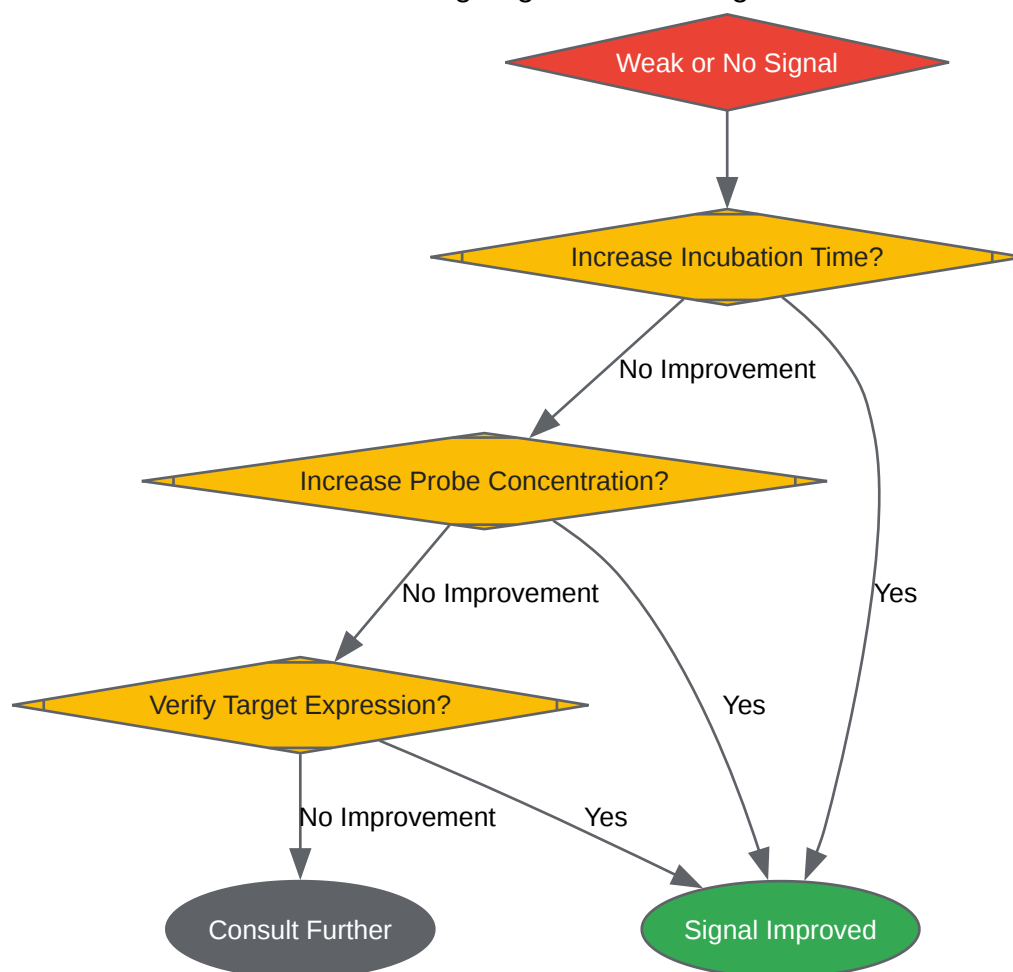 Weak or No Signal
Increase Incubation Time?
No Improvement
Increase Probe Concentration?
No Improvement
Yes
Verify Target Expression?
Yes
No Improvement
Yes
Consult Further
Signal Improved